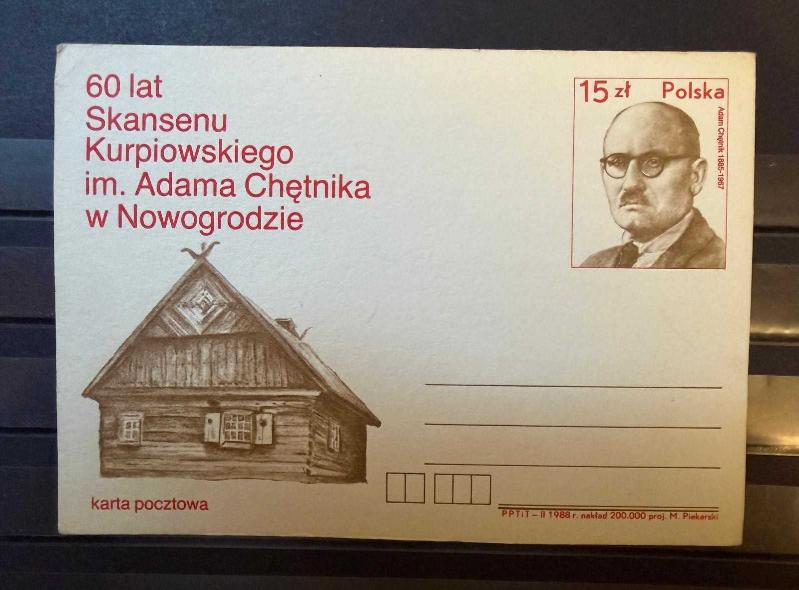 60 lat
Skansenu
Kurpiowskiego
im. Adama Chętnika
w Nowogrodzie
15 zł Polska
Adam Chętnik 1885-1967
karta pocztowa
PPTiT – II 1988 r. nakład 200.000 proj. M. Piekarski